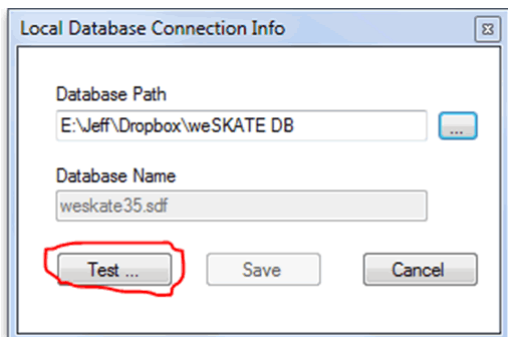 Local Database Connection Info
Database Path
E:\Jeff\Dropbox\weSKATE DB
...
Database Name
weskate35.sdf
Test ...
Save
Cancel